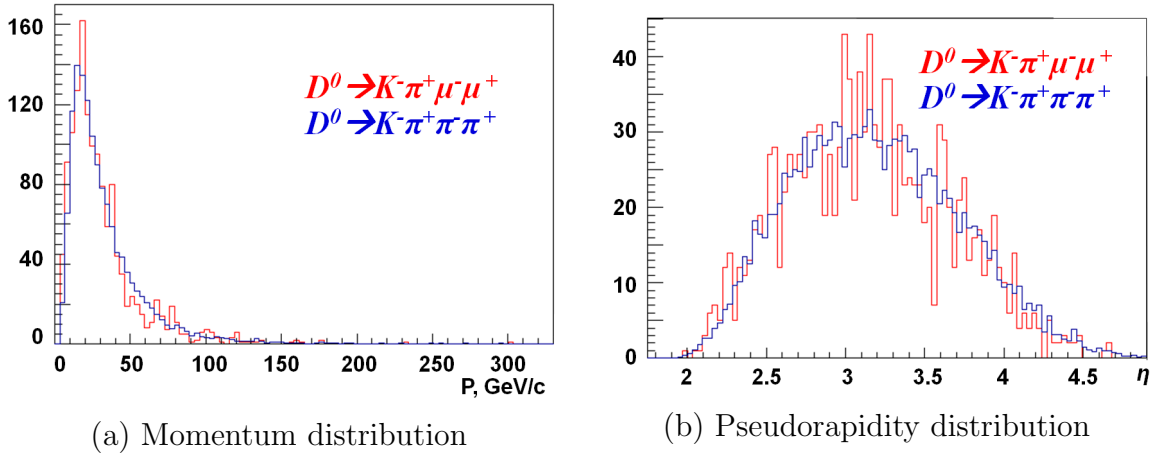 160
120
80
40
0
D⁰→K⁻π⁺μ⁻μ⁺
D⁰→K⁻π⁺π⁻π⁺
0 50 100 150 200 250 300
P, GeV/c
(a) Momentum distribution
40
30
20
10
0
D⁰→K⁻π⁺μ⁻μ⁺
D⁰→K⁻π⁺π⁻π⁺
2 2.5 3 3.5 4 4.5 η
(b) Pseudorapidity distribution